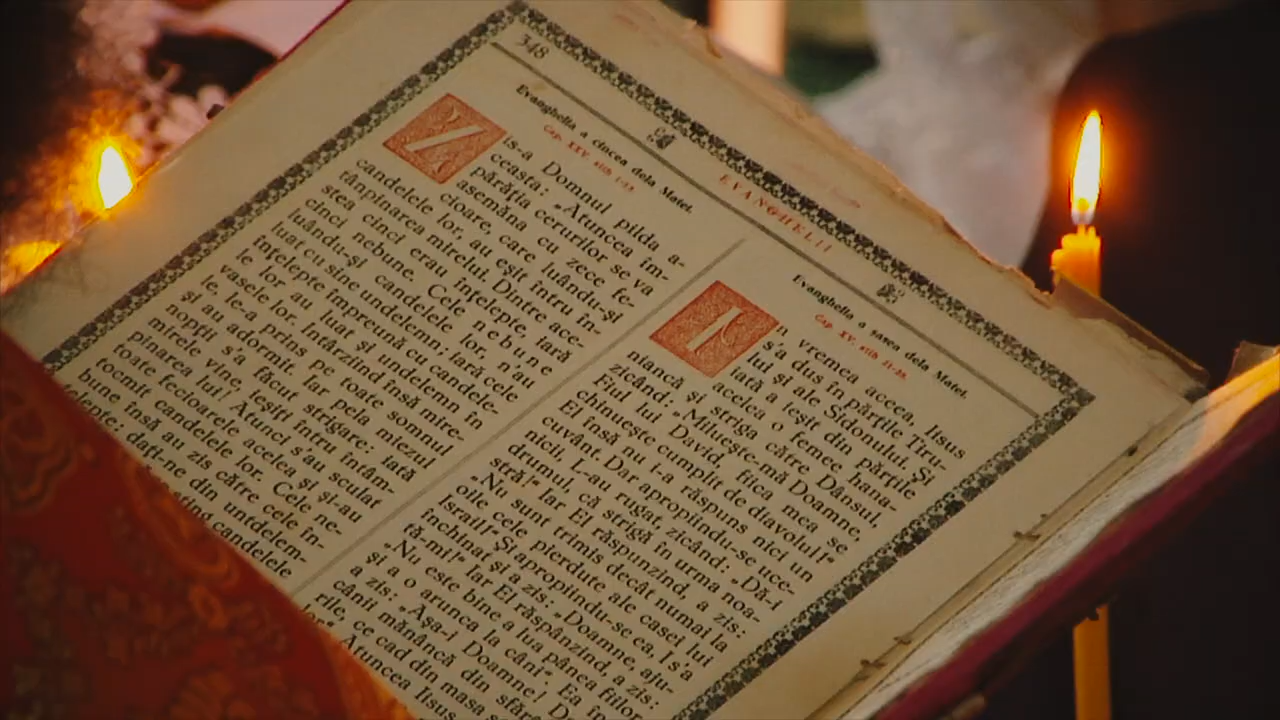 348
EVANGHELII
Evanghelia a cincea dela Matei.
Cap. XXV, stih 1-13.
Zis-a Domnul pilda a-
ceasta: „Atuncea îm-
părăția cerurilor se va
asemăna cu zece fe-
cioare, care luându-și
candelele lor, au eșit întru în-
tâmpinarea mirelui. Dintre ace-
stea cinci erau înțelepte, iară
cinci nebune. Cele nebune
luându-și candelele lor, n'au
luat cu sine undelemn; iară cele
înțelepte împreună cu candele-
le lor au luat și undelemn în
vasele lor. Întârziind însă mire-
le, le-a prins pe toate somnul
și au adormit. Iar pela miezul
nopții s'a făcut strigare: iată
mirele vine, ieșiți întru întâm-
pinarea lui! Atunci s'au sculat
toate fecioarele acelea și și-au
tocmit candelele lor. Cele ne-
bune însă au zis către cele în-
țelepte: dați-ne din untdelem-
candelele
Evanghelia a șasea dela Matei.
Cap. XV, stih 21-28.
In vremea aceea, Iisus
s'a dus în părțile Tiru-
lui și ale Sidonului. Și
iată a ieșit din părțile
acelea o femee hana-
niancă și striga către Dânsul,
zicând: „Miluește-mă Doamne,
Fiul lui David, fiica mea
chinuește cumplit de diavolul!"
El însă nu i-a răspuns nici un
cuvânt. Dar apropiindu-se uce-
nicii, L-au rugat, zicând: „Dă-i
drumul, că strigă în urma noa-
stră!" Iar El răspunzind, a zis:
„Nu sunt trimis decât numai la
oile cele pierdute ale casei lui
Israil!" Și apropiindu-se ea, I s'a
închinat și a zis: „Doamne, aju-
tă-mi!" Iar El răspânzind, a zis:
„Nu este bine a lua pânea fiilor
și a o arunca la câni". Ea în
a zis: „Așa-i Doamne!
cânii mănâncă din sfăr
rile, ce cad din masa
lor" Atuncea Iisus